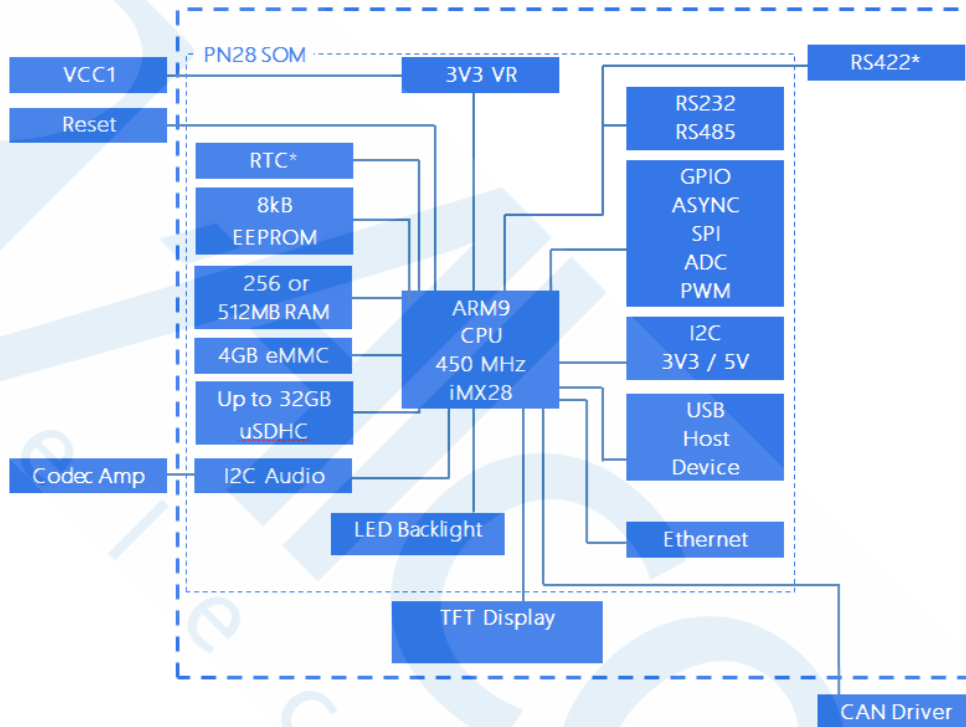 PN28 SOM
VCC1
3V3 VR
RS422*
Reset
RS232
RS485
RTC*
8kB
EEPROM
GPIO
ASYNC
SPI
ADC
PWM
256 or
512MB RAM
ARM9
CPU
450 MHz
iMX28
I2C
3V3 / 5V
4GB eMMC
Up to 32GB
uSDHC
USB
Host
Device
Codec Amp
I2C Audio
LED Backlight
Ethernet
TFT Display
CAN Driver
e l e c